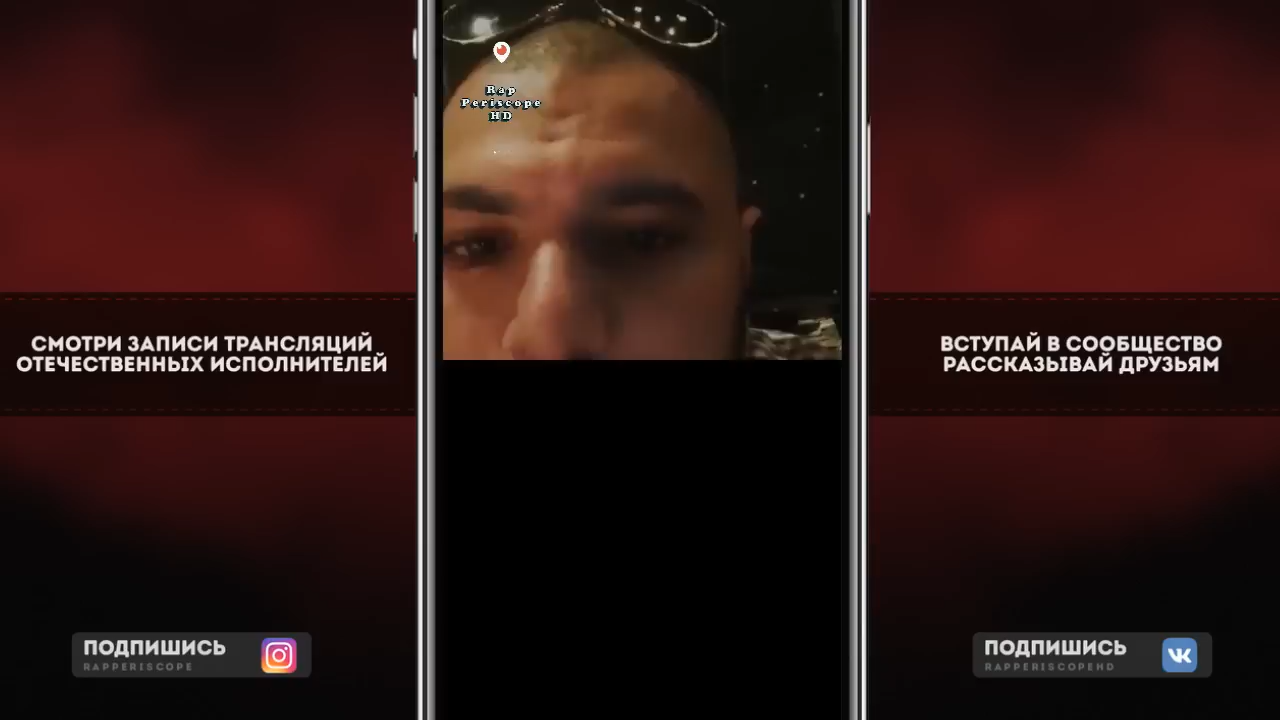 Rap
Periscope
HD
СМОТРИ ЗАПИСИ ТРАНСЛЯЦИЙ
ОТЕЧЕСТВЕННЫХ ИСПОЛНИТЕЛЕЙ
ВСТУПАЙ В СООБЩЕСТВО
РАССКАЗЫВАЙ ДРУЗЬЯМ
ПОДПИШИСЬ
RAPPERISCOPE
ПОДПИШИСЬ
RAPPERISCOPEHD